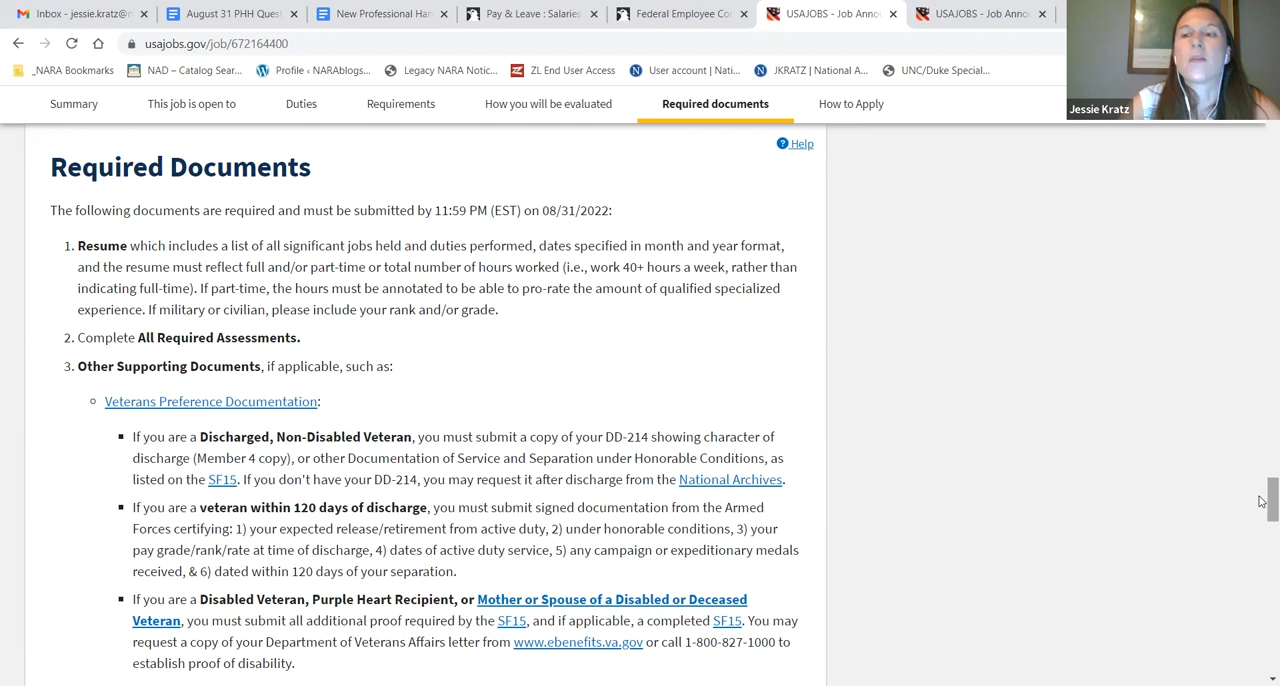 Inbox - jessie.kratz@n
August 31 PHH Quest
New Professional Han
Pay & Leave : Salaries
Federal Employee Co
USAJOBS - Job Annou
USAJOBS - Job Annou
usajobs.gov/job/672164400
_NARA Bookmarks
NAD – Catalog Sear...
Profile ‹ NARAblogs...
Legacy NARA Notic...
ZL End User Access
User account | Nati...
JKRATZ | National A...
UNC/Duke Special...
Summary
This job is open to
Duties
Requirements
How you will be evaluated
Required documents
How to Apply
Jessie Kratz
? Help
Required Documents
The following documents are required and must be submitted by 11:59 PM (EST) on 08/31/2022:
1. Resume which includes a list of all significant jobs held and duties performed, dates specified in month and year format,
and the resume must reflect full and/or part-time or total number of hours worked (i.e., work 40+ hours a week, rather than
indicating full-time). If part-time, the hours must be annotated to be able to pro-rate the amount of qualified specialized
experience. If military or civilian, please include your rank and/or grade.
2. Complete All Required Assessments.
3. Other Supporting Documents, if applicable, such as:
Veterans Preference Documentation:
If you are a Discharged, Non-Disabled Veteran, you must submit a copy of your DD-214 showing character of
discharge (Member 4 copy), or other Documentation of Service and Separation under Honorable Conditions, as
listed on the SF15. If you don't have your DD-214, you may request it after discharge from the National Archives.
If you are a veteran within 120 days of discharge, you must submit signed documentation from the Armed
Forces certifying: 1) your expected release/retirement from active duty, 2) under honorable conditions, 3) your
pay grade/rank/rate at time of discharge, 4) dates of active duty service, 5) any campaign or expeditionary medals
received, & 6) dated within 120 days of your separation.
If you are a Disabled Veteran, Purple Heart Recipient, or Mother or Spouse of a Disabled or Deceased
Veteran, you must submit all additional proof required by the SF15, and if applicable, a completed SF15. You may
request a copy of your Department of Veterans Affairs letter from www.ebenefits.va.gov or call 1-800-827-1000 to
establish proof of disability.